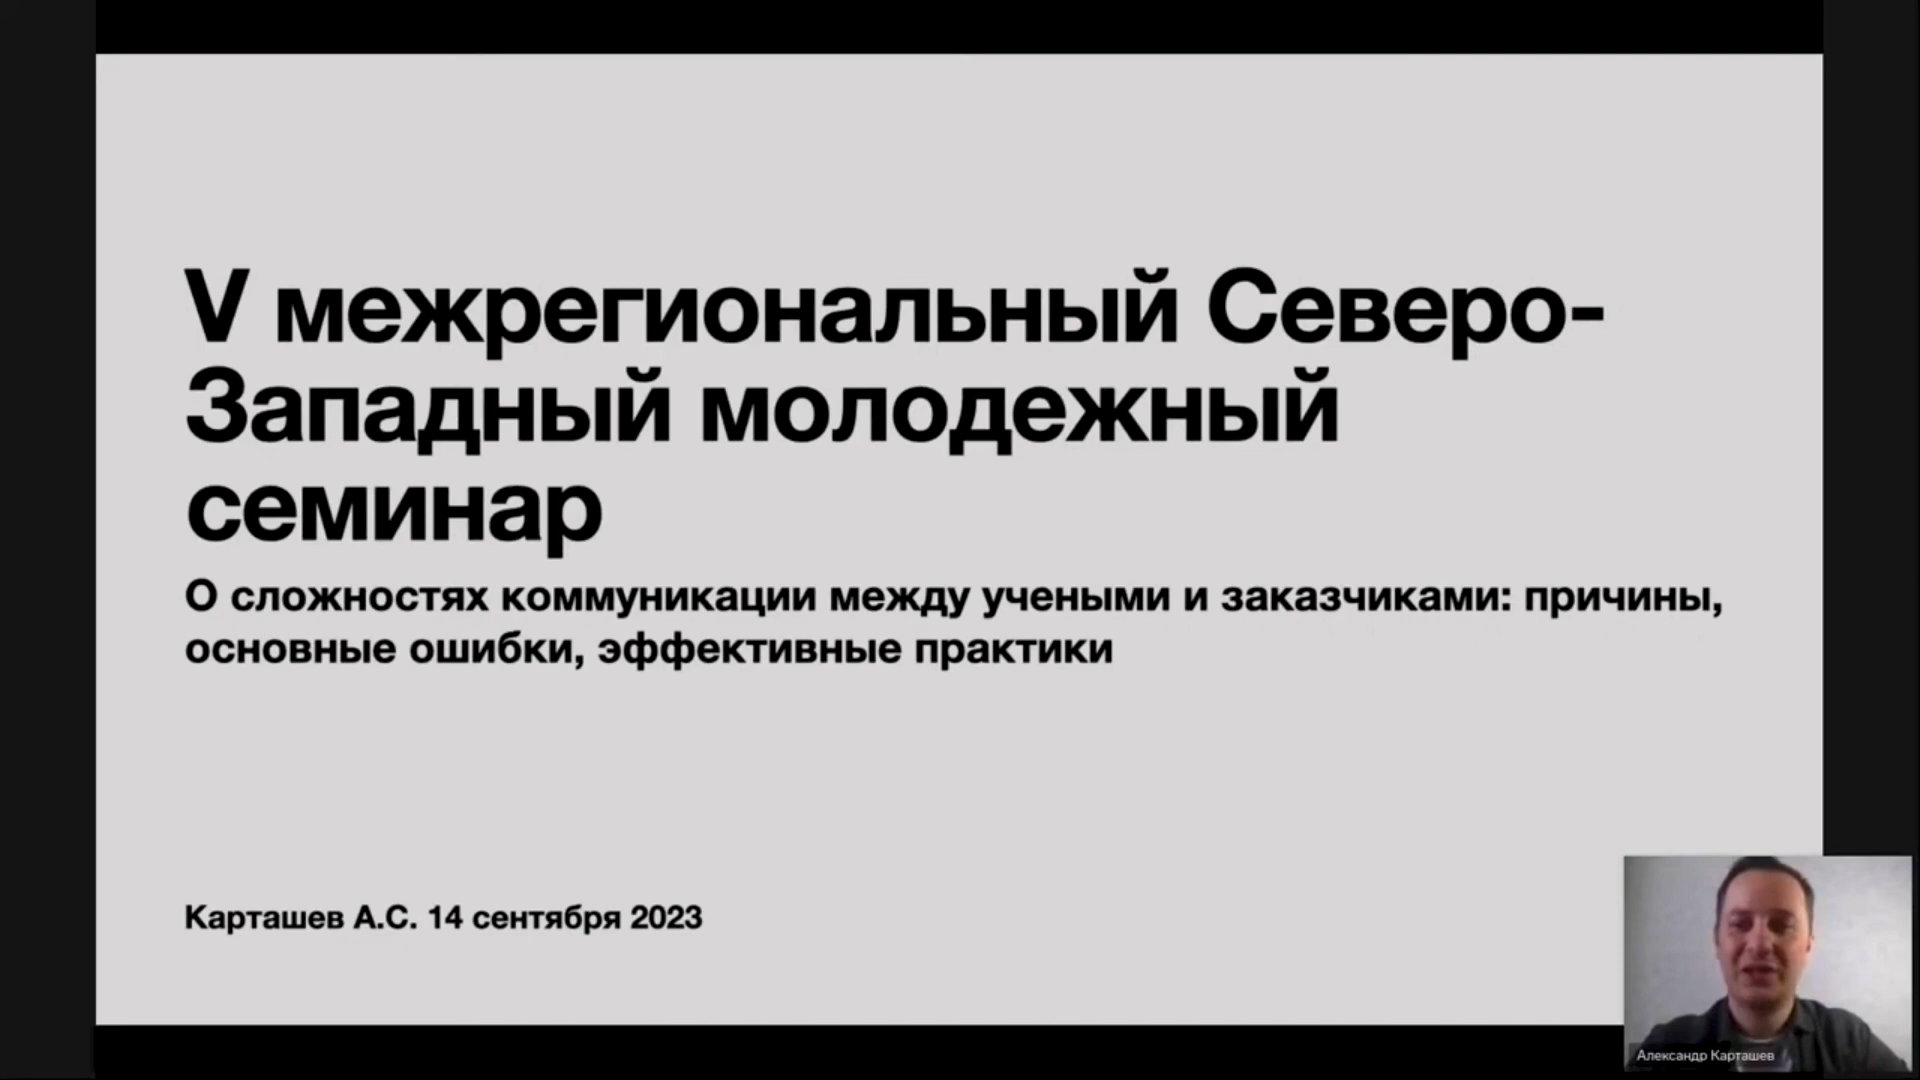 V межрегиональный Северо-
Западный молодежный
семинар
О сложностях коммуникации между учеными и заказчиками: причины,
основные ошибки, эффективные практики
Карташев А.С. 14 сентября 2023
Александр Карташев